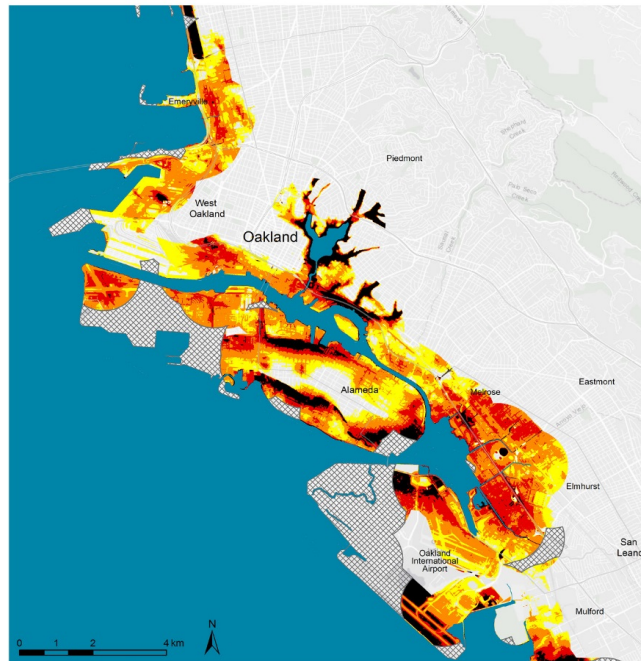 Emeryville
Piedmont
West
Oakland
Oakland
Alameda
Melrose
Eastmont
Elmhurst
San
Leand
Oakland
International
Airport
Mulford
0 1 2 4 km
N